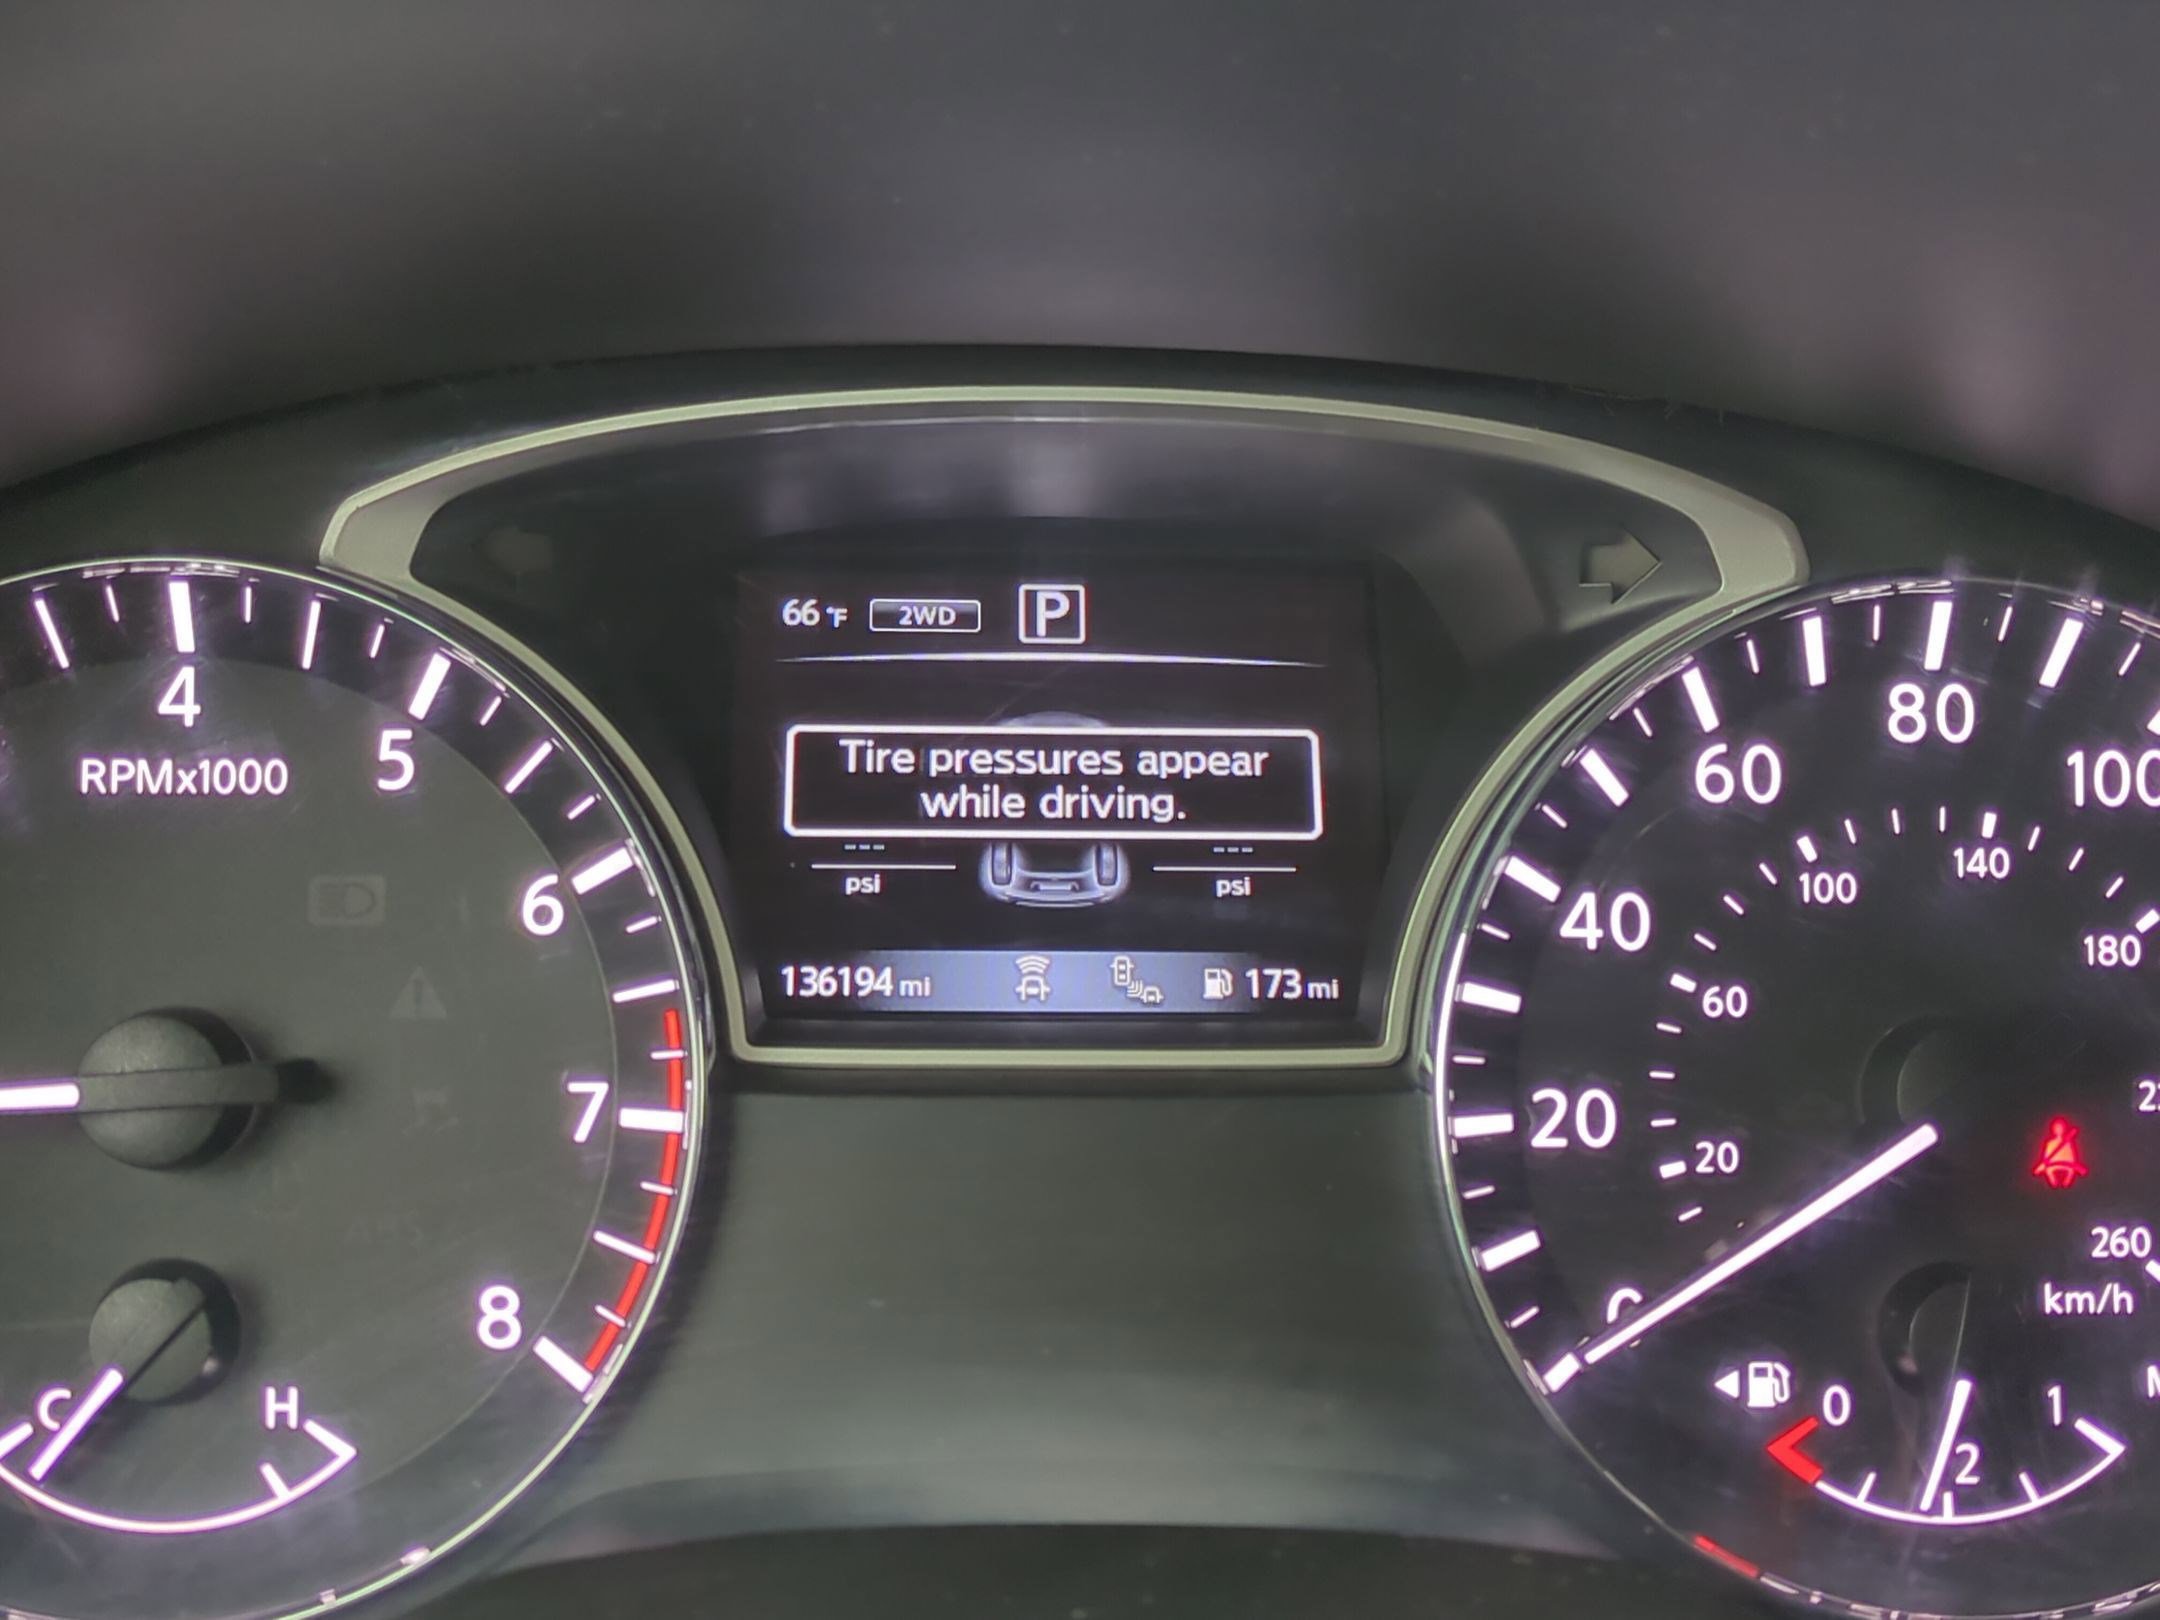 66 °F 2WD P
Tire pressures appear
while driving.
--- ---
psi psi
136194 mi 173 mi
4
5
6
7
8
RPMx1000
C H
20
40
60
80
100
20
60
100
140
180
260
km/h
0 1
2